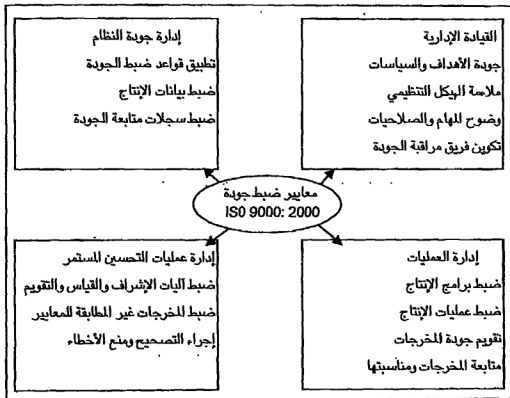 القيادة الإدارية
جودة الأهداف والسياسات
ملاءمة الهيكل التنظيمي
وضوح المهام والصلاحيات
تكوين فريق مراقبة الجودة
إدارة جودة النظام
تطبيق قواعد ضبط الجودة
ضبط بيانات الإنتاج
ضبط سجلات متابعة الجودة
معايير ضبط جودة
ISO 9000: 2000
إدارة العمليات
ضبط برامج الإنتاج
ضبط عمليات الإنتاج
تقويم جودة المخرجات
متابعة المخرجات ومناسبتها
إدارة عمليات التحسين المستمر
ضبط آليات الإشراف والقياس والتقويم
ضبط المخرجات غير المطابقة للمعايير
إجراء التصحيح ومنع الأخطاء